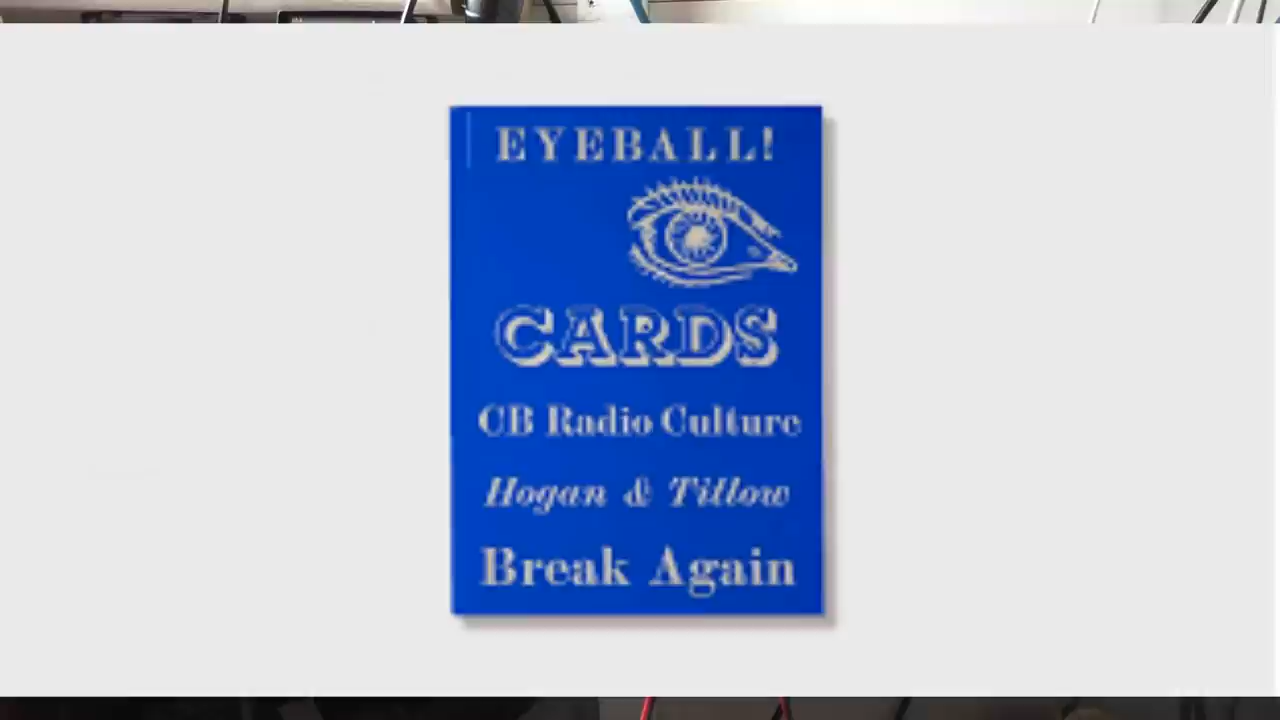 EYEBALL!
CARDS
CB Radio Culture
Hogan & Tillow
Break Again